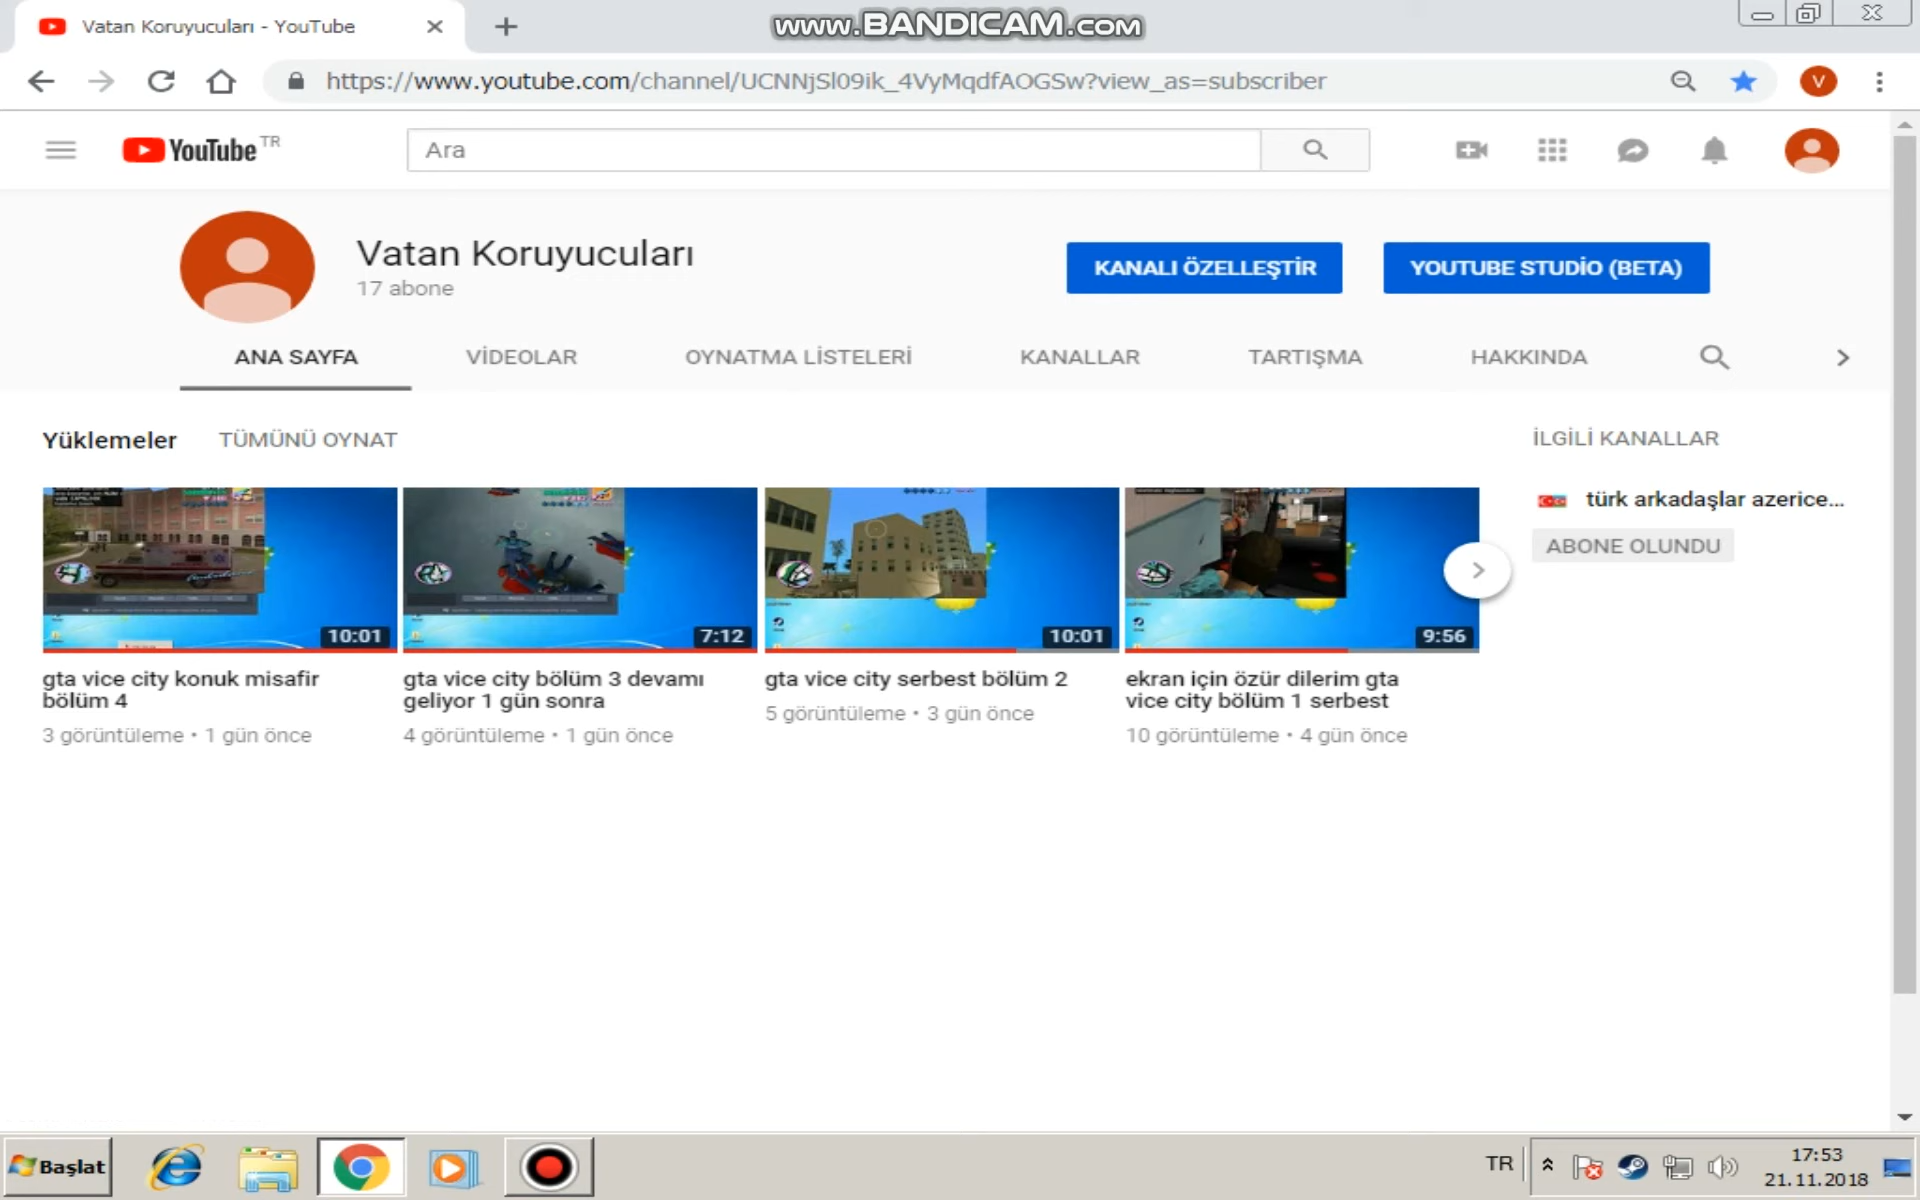 Vatan Koruyucuları - YouTube
www.BANDICAM.com
https://www.youtube.com/channel/UCNNjSl09ik_4VyMqdfAOGSw?view_as=subscriber
V
YouTube TR
Ara
Vatan Koruyucuları
17 abone
KANALI ÖZELLEŞTİR
YOUTUBE STUDİO (BETA)
ANA SAYFA
VİDEOLAR
OYNATMA LİSTELERİ
KANALLAR
TARTIŞMA
HAKKINDA
Yüklemeler
TÜMÜNÜ OYNAT
İLGİLİ KANALLAR
türk arkadaşlar azerice...
ABONE OLUNDU
10:01
7:12
10:01
9:56
gta vice city konuk misafir
bölüm 4
3 görüntüleme • 1 gün önce
gta vice city bölüm 3 devamı
geliyor 1 gün sonra
4 görüntüleme • 1 gün önce
gta vice city serbest bölüm 2
5 görüntüleme • 3 gün önce
ekran için özür dilerim gta
vice city bölüm 1 serbest
10 görüntüleme • 4 gün önce
Başlat
TR
17:53
21.11.2018